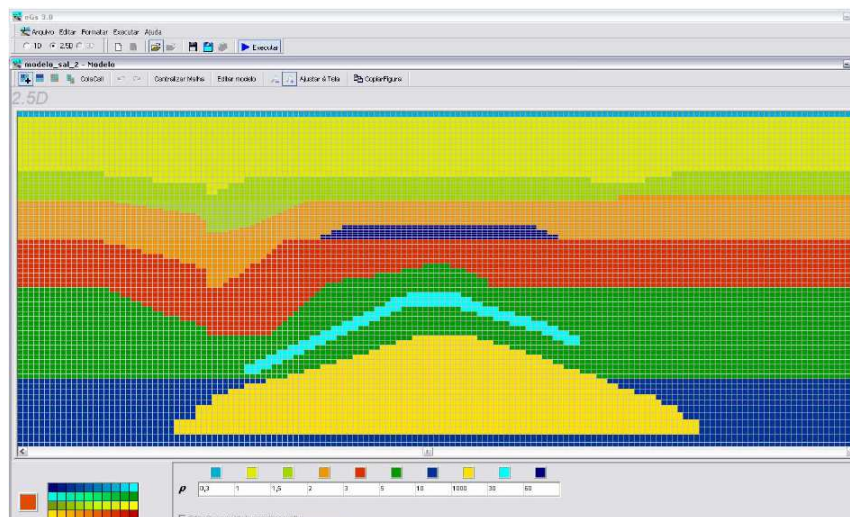 mGs 3.0
Arquivo Editar Formatar Executar Ajuda
1D 2.5D 3D Executar
modelo_sal_2 - Modelo
ColaCell Centralizar Malha Editar modelo Ajustar à Tela CopiarFigura
2.5D
ρ 0,3 1 1,5 2 3 5 10 1000 30 60